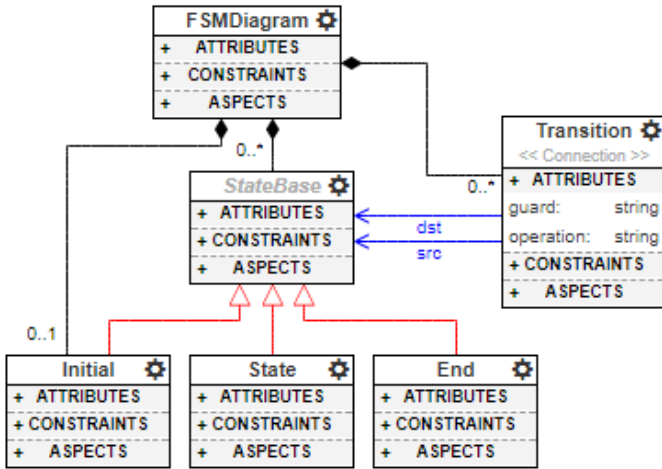 FSMDiagram
+ ATTRIBUTES
+ CONSTRAINTS
+ ASPECTS
0..*
0..*
Transition
<< Connection >>
+ ATTRIBUTES
guard: string
operation: string
+ CONSTRAINTS
+ ASPECTS
StateBase
+ ATTRIBUTES
+ CONSTRAINTS
+ ASPECTS
dst
src
0..1
Initial
+ ATTRIBUTES
+ CONSTRAINTS
+ ASPECTS
State
+ ATTRIBUTES
+ CONSTRAINTS
+ ASPECTS
End
+ ATTRIBUTES
+ CONSTRAINTS
+ ASPECTS